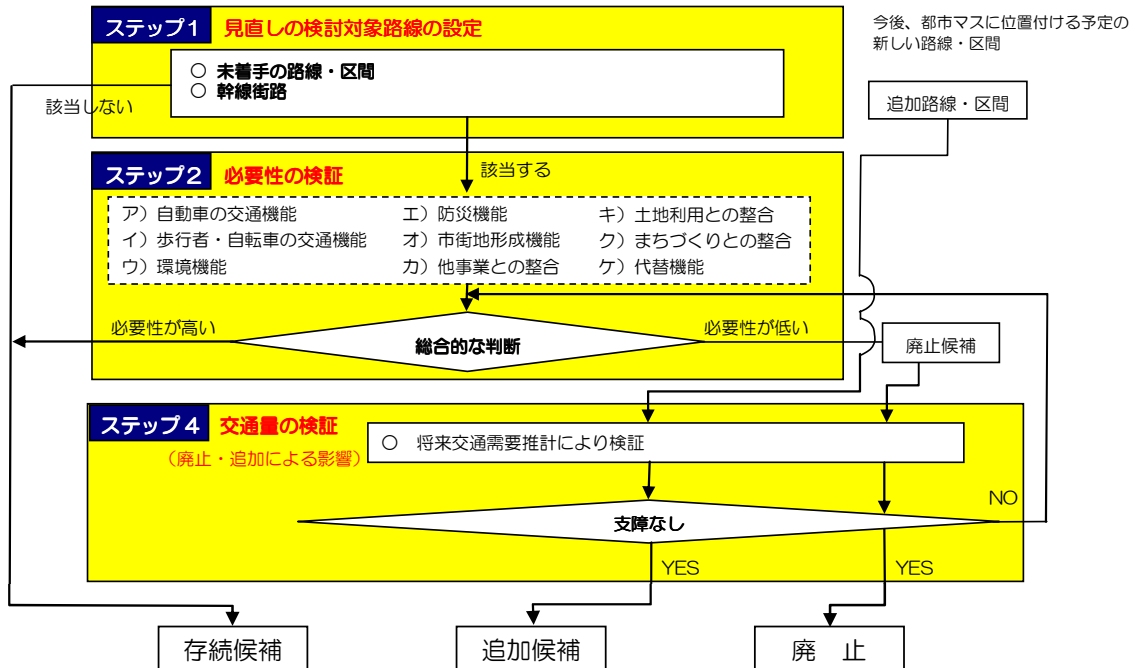 ステップ1 見直しの検討対象路線の設定
○ 未着手の路線・区間
○ 幹線街路
該当しない
今後、都市マスに位置付ける予定の
新しい路線・区間
追加路線・区間
該当する
ステップ2 必要性の検証
ア）自動車の交通機能
イ）歩行者・自転車の交通機能
ウ）環境機能
エ）防災機能
オ）市街地形成機能
カ）他事業との整合
キ）土地利用との整合
ク）まちづくりとの整合
ケ）代替機能
必要性が高い
総合的な判断
必要性が低い
廃止候補
ステップ4 交通量の検証
（廃止・追加による影響）
○ 将来交通需要推計により検証
支障なし
NO
YES
YES
存続候補
追加候補
廃 止